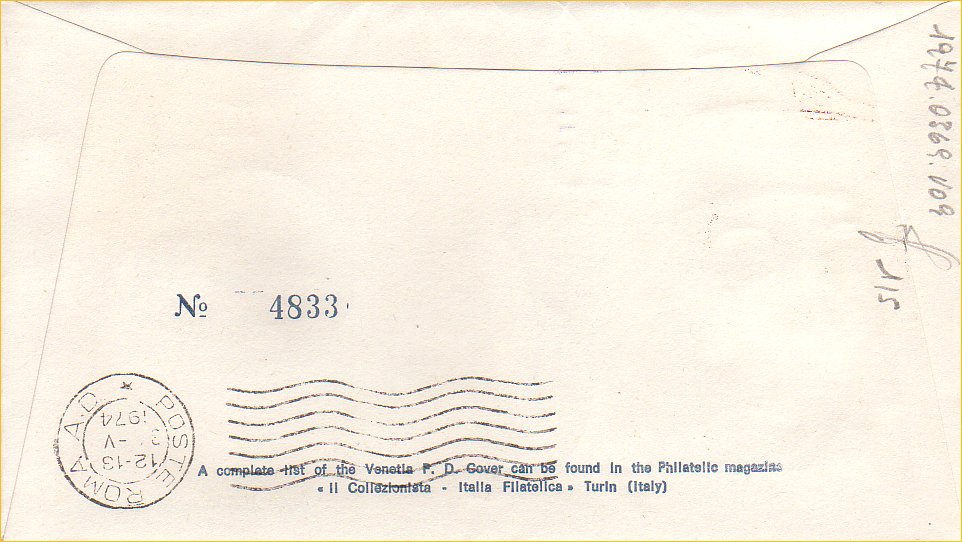 Nº 4833
A complete list of the Venetia F. D. Cover can be found in the Philatelic magazine
« Il Collezionista - Italia Filatelica » Turin (Italy)
POSTE ROMA A.D.
12-13
-V
1974